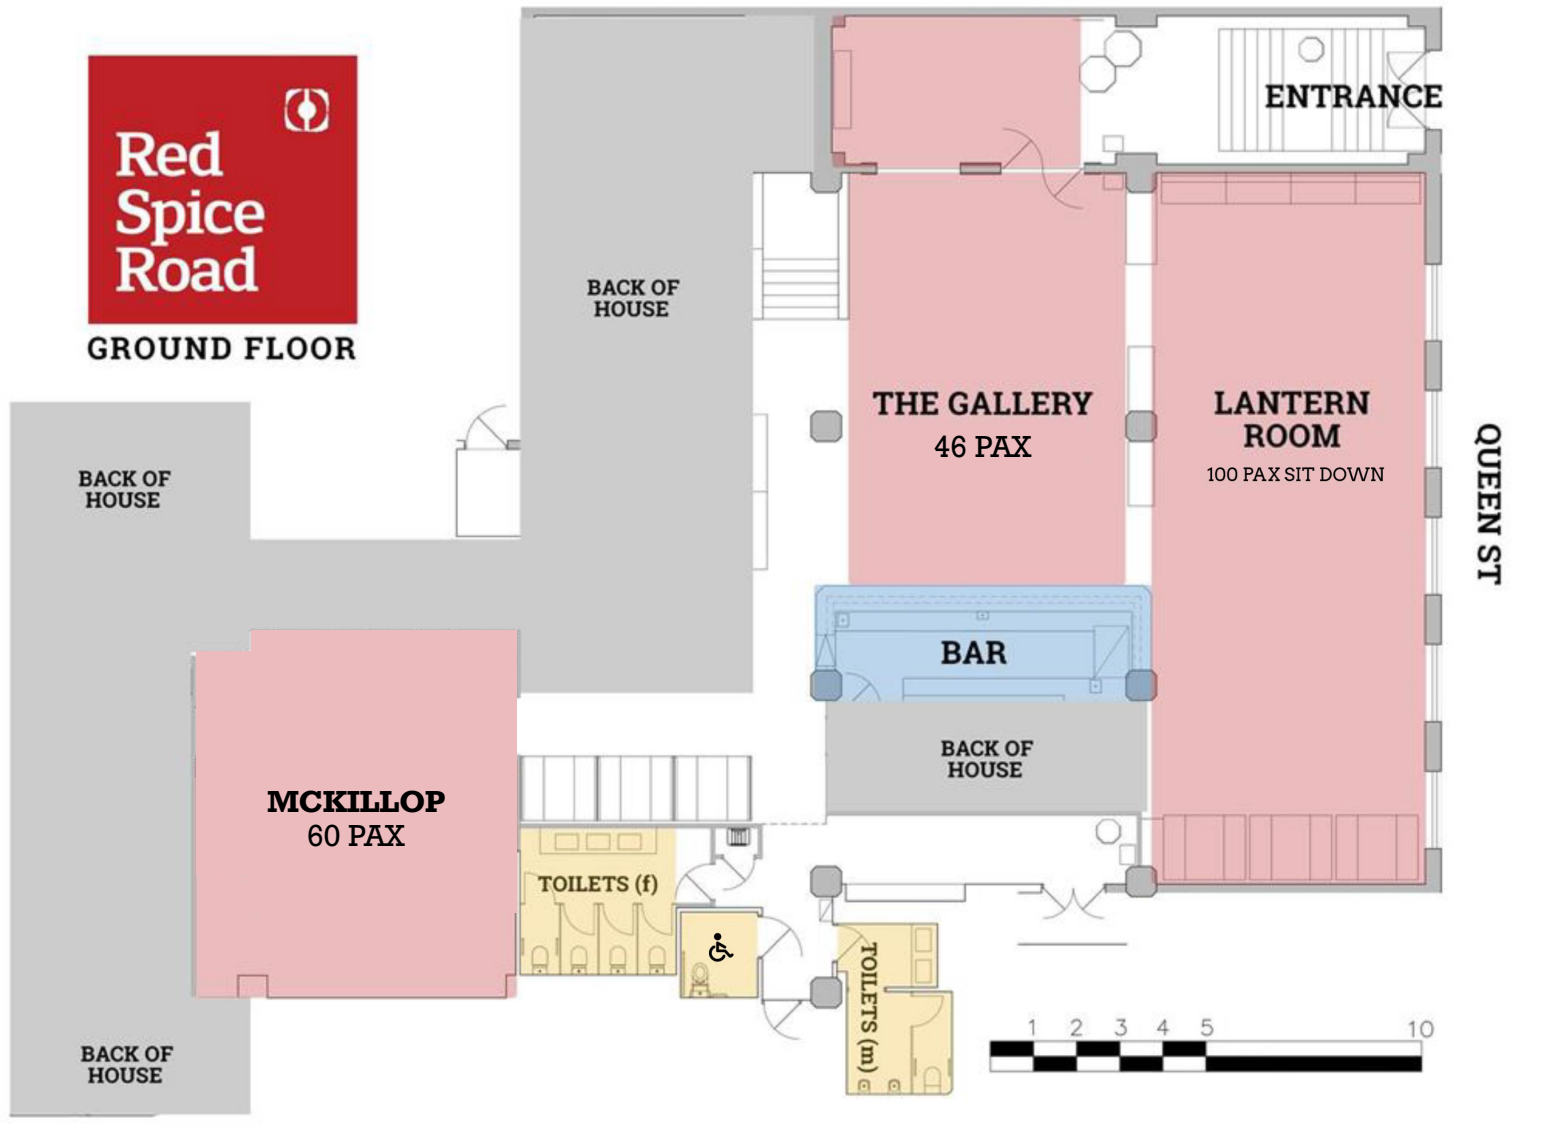 Red
Spice
Road
GROUND FLOOR
ENTRANCE
BACK OF
HOUSE
THE GALLERY
46 PAX
LANTERN
ROOM
100 PAX SIT DOWN
QUEEN ST
BACK OF
HOUSE
BAR
BACK OF
HOUSE
MCKILLOP
60 PAX
TOILETS (f)
TOILETS (m)
BACK OF
HOUSE
1 2 3 4 5 10